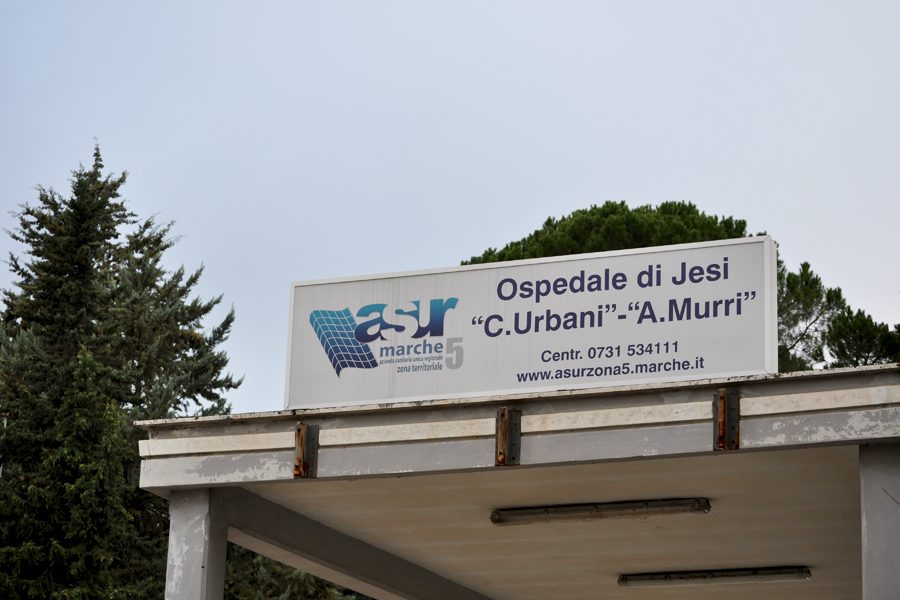 asur
marche 5
azienda sanitaria unica regionale
zona territoriale
Ospedale di Jesi
“C.Urbani”-“A.Murri”
Centr. 0731 534111
www.asurzona5.marche.it